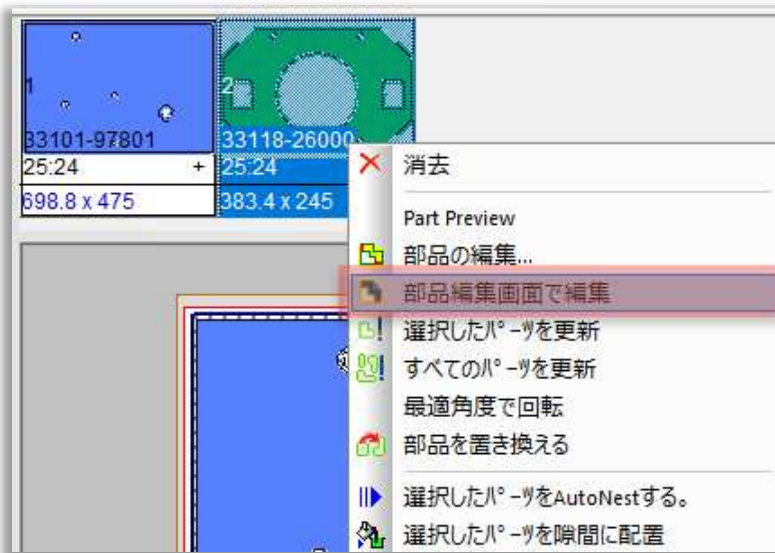 1
33101-97801
25:24 +
698.8 x 475
2
33118-26000
25:24
383.4 x 245
消去
Part Preview
部品の編集...
部品編集画面で編集
選択したﾊﾟｰﾂを更新
すべてのﾊﾟｰﾂを更新
最適角度で回転
部品を置き換える
選択したﾊﾟｰﾂをAutoNestする。
選択したﾊﾟｰﾂを隙間に配置